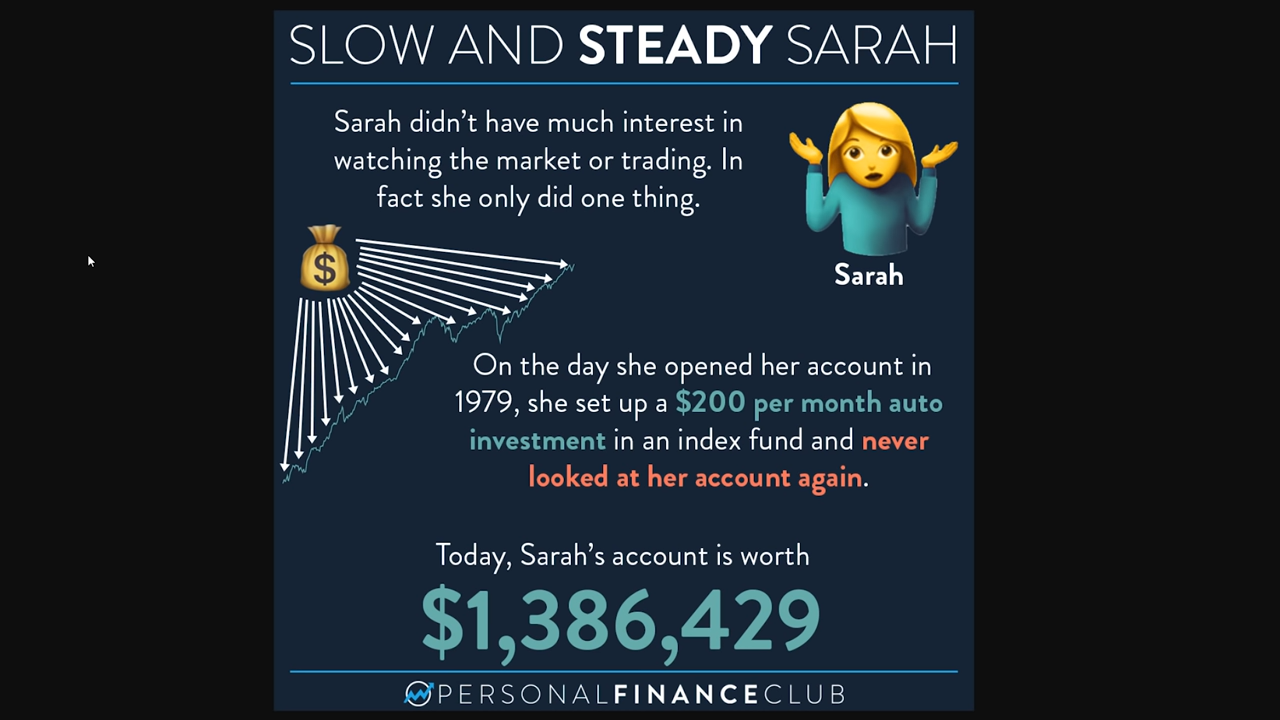 SLOW AND STEADY SARAH
Sarah didn't have much interest in
watching the market or trading. In
fact she only did one thing.
$
Sarah
On the day she opened her account in
1979, she set up a $200 per month auto
investment in an index fund and never
looked at her account again.
Today, Sarah's account is worth
$1,386,429
PERSONALFINANCECLUB